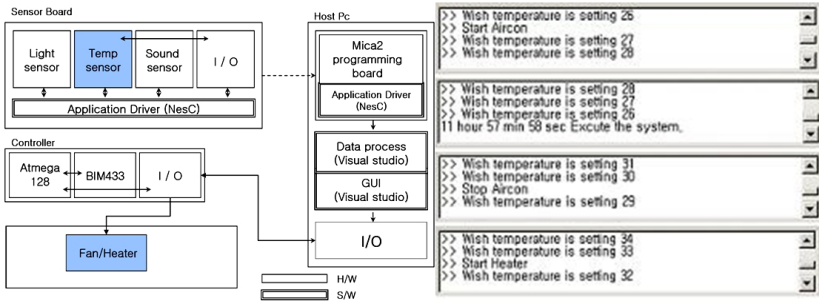 Sensor Board
Light sensor
Temp sensor
Sound sensor
I / O
Application Driver (NesC)
Controller
Atmega 128
BIM433
I / O
Fan/Heater
Host Pc
Mica2 programming board
Application Driver (NesC)
Data process (Visual studio)
GUI (Visual studio)
I/O
H/W
S/W
>> Wish temperature is setting 26
>> Start Aircon
>> Wish temperature is setting 27
>> Wish temperature is setting 28
>> Wish temperature is setting 28
>> Wish temperature is setting 27
>> Wish temperature is setting 26
11 hour 57 min 58 sec Excute the system.
>> Wish temperature is setting 31
>> Wish temperature is setting 30
>> Stop Aircon
>> Wish temperature is setting 29
>> Wish temperature is setting 34
>> Wish temperature is setting 33
>> Start Heater
>> Wish temperature is setting 32